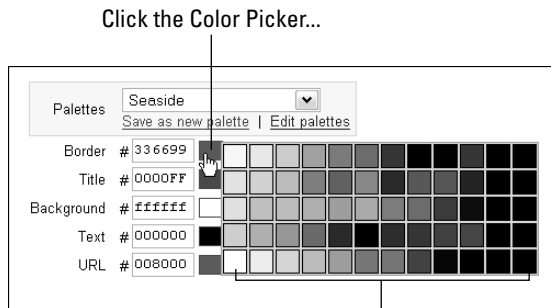 Click the Color Picker...
Palettes Seaside
Save as new palette | Edit palettes
Border # 336699
Title # 0000FF
Background # ffffff
Text # 000000
URL # 008000